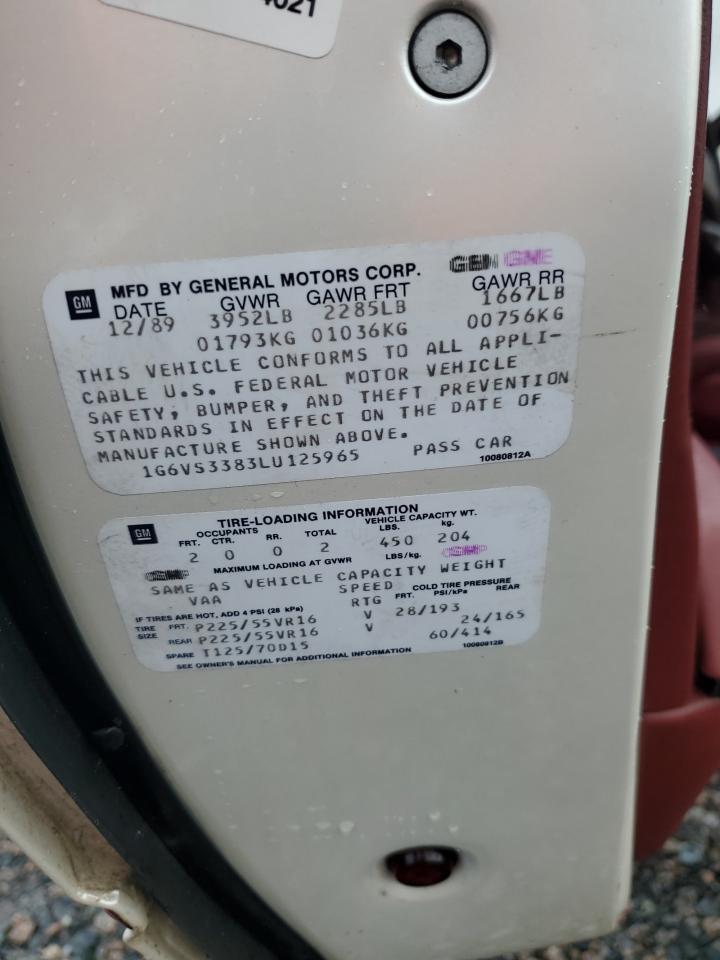 4021
GM MFD BY GENERAL MOTORS CORP.
DATE GVWR GAWR FRT GAWR RR
12/89 3952LB 2285LB 1667LB
01793KG 01036KG 00756KG
THIS VEHICLE CONFORMS TO ALL APPLI-
CABLE U.S. FEDERAL MOTOR VEHICLE
SAFETY, BUMPER, AND THEFT PREVENTION
STANDARDS IN EFFECT ON THE DATE OF
MANUFACTURE SHOWN ABOVE.
1G6VS3383LU125965 PASS CAR 10080812A
GM TIRE-LOADING INFORMATION
OCCUPANTS VEHICLE CAPACITY WT.
FRT. CTR. RR. TOTAL LBS. kg.
2 0 0 2 450 204
MAXIMUM LOADING AT GVWR LBS/kg.
SAME AS VEHICLE CAPACITY WEIGHT
VAA SPEED COLD TIRE PRESSURE
IF TIRES ARE HOT, ADD 4 PSI (28 kPa) RTG FRT. PSI/kPa REAR
TIRE SIZE FRT. P225/55VR16 V 28/193
REAR P225/55VR16 V 24/165
SPARE T125/70D15 60/414
SEE OWNER'S MANUAL FOR ADDITIONAL INFORMATION 10080812B